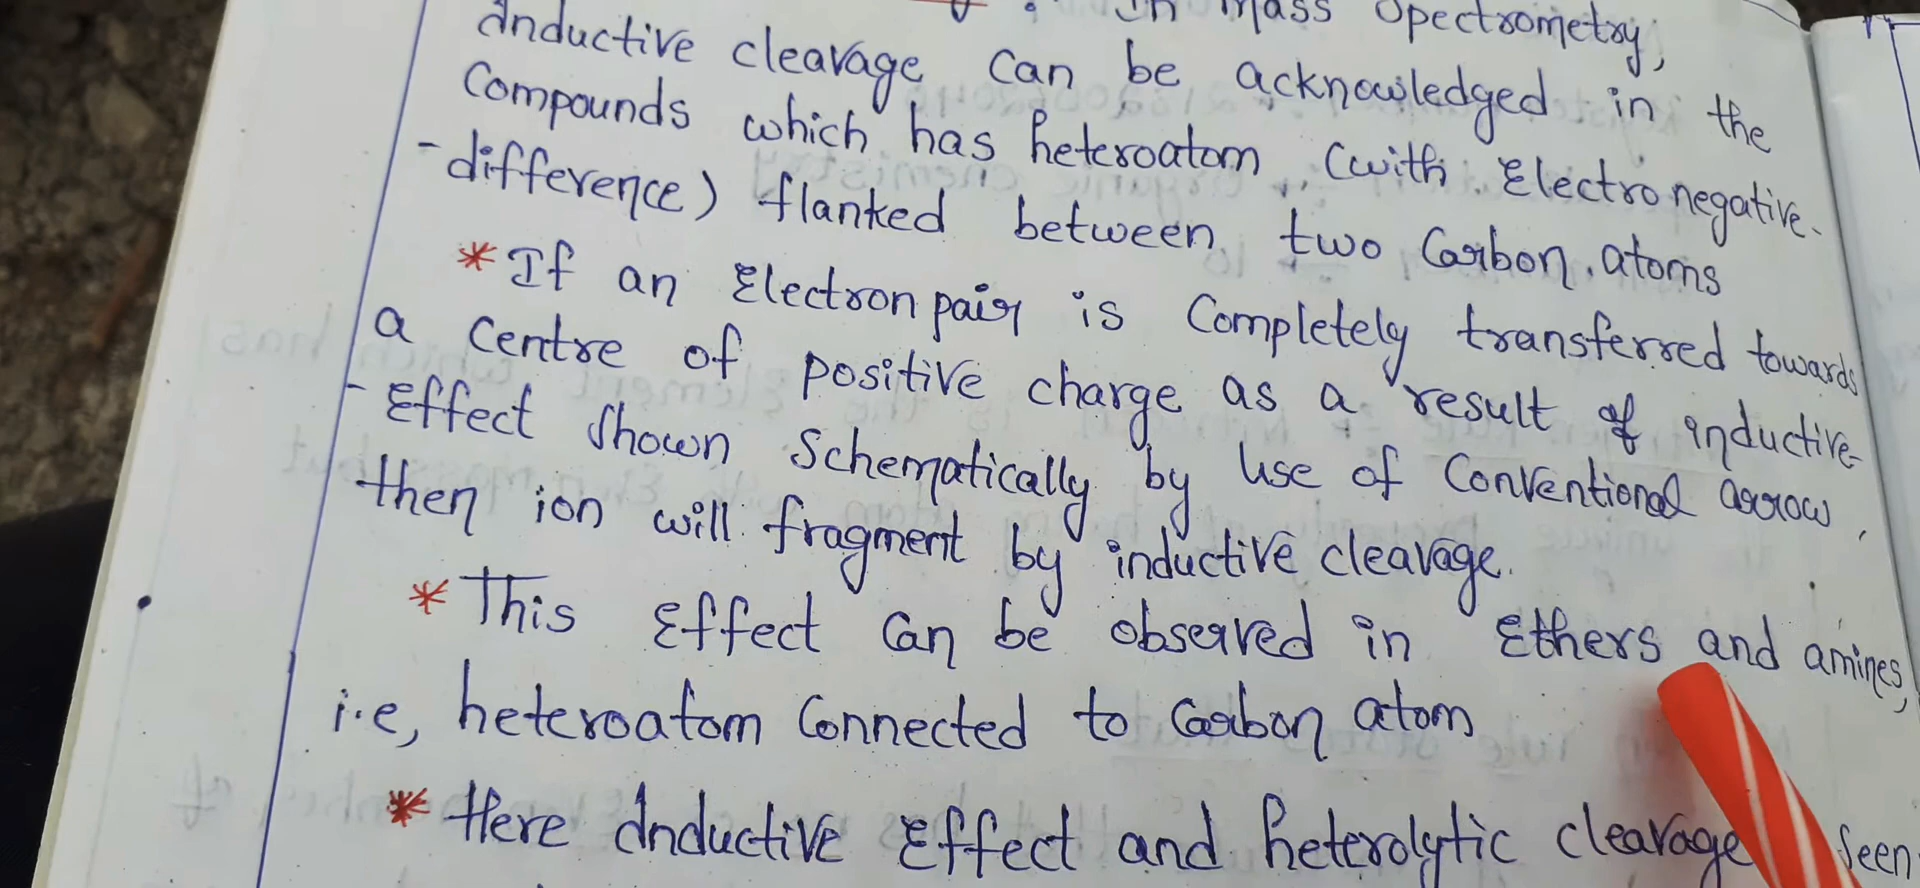 In Mass Spectrometry,
Inductive cleavage can be acknowledged in the
Compounds which has heteroatom (with Electronegative-
-difference) flanked between two Carbon atoms
* If an Electron pair is Completely transferred towards
a centre of positive charge as a result of inductive-
-Effect shown Schematically by use of Conventional arrow,
then ion will fragment by inductive cleavage.
* This Effect can be observed in Ethers and amines,
i.e, heteroatom Connected to Carbon atom
* Here Inductive Effect and heterolytic cleavage seen